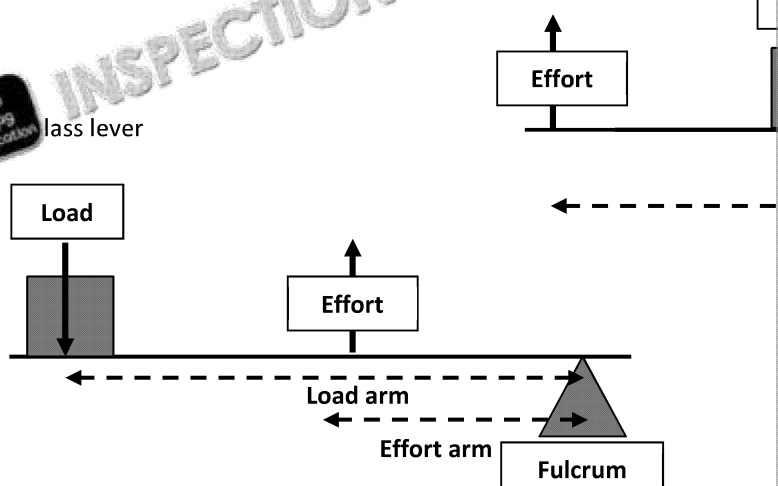 INSPECTION
Effort
lass lever
Load
Effort
Load arm
Effort arm
Fulcrum